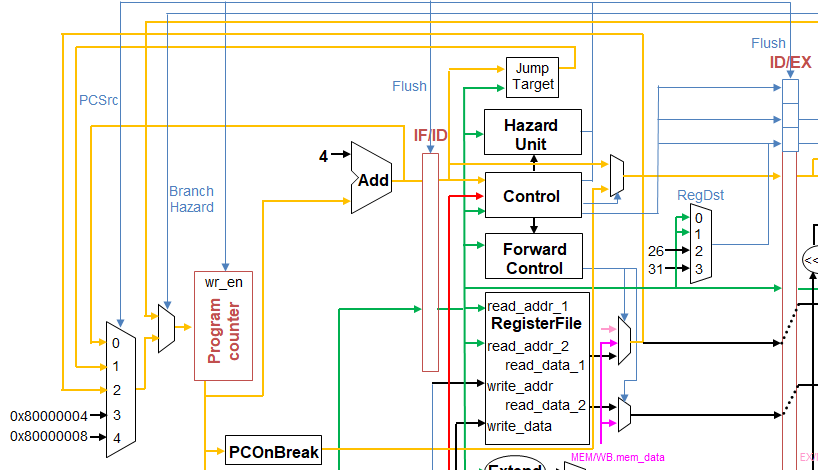 Flush
ID/EX
Jump
Target
PCSrc
Flush
Hazard
Unit
IF/ID
4
Add
Control
Branch
Hazard
RegDst
0
1
2
3
26
31
Forward
Control
<<
wr_en
Program
counter
read_addr_1
RegisterFile
read_addr_2
read_data_1
write_addr
read_data_2
write_data
0
1
2
3
4
0x80000004
0x80000008
PCOnBreak
MEM/WB.mem_data
EX/
Extend